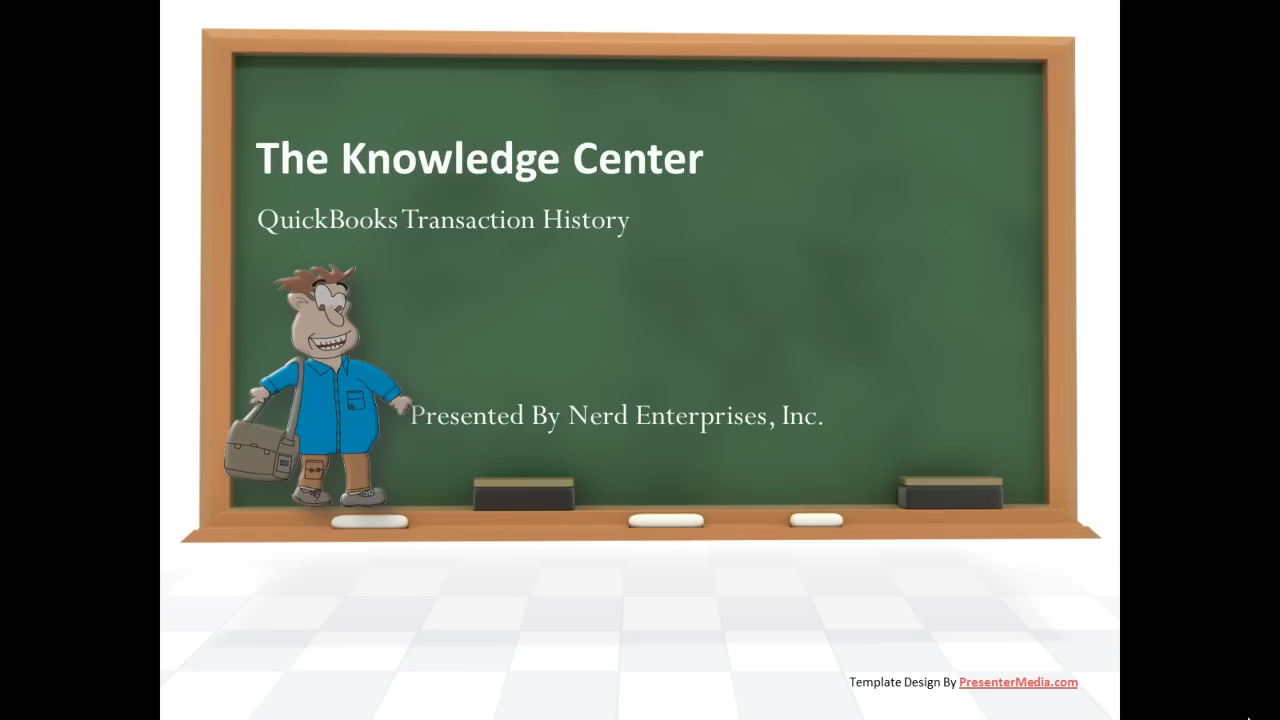 The Knowledge Center
QuickBooks Transaction History
Presented By Nerd Enterprises, Inc.
Template Design By PresenterMedia.com